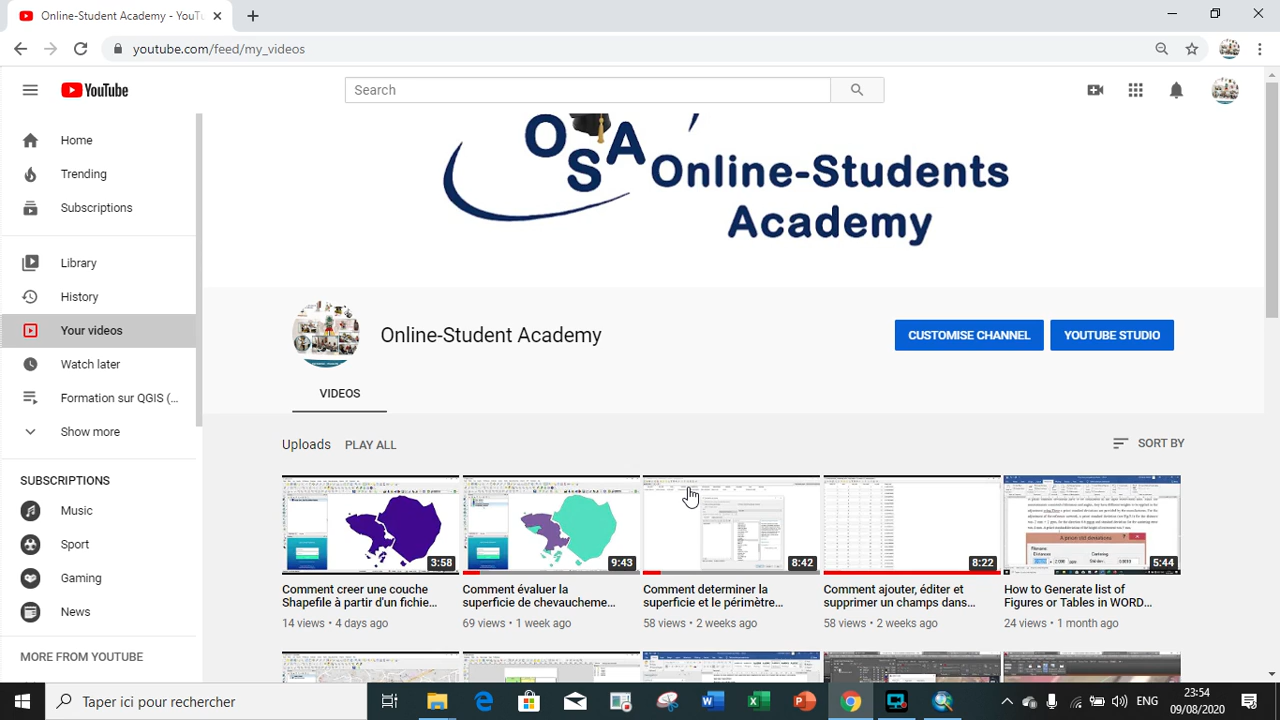 Online-Student Academy - YouTu
youtube.com/feed/my_videos
YouTube
Search
Home
Trending
Subscriptions
Library
History
Your videos
Watch later
Formation sur QGIS (...
Show more
SUBSCRIPTIONS
Music
Sport
Gaming
News
MORE FROM YOUTUBE
OSA
Online-Students
Academy
Online-Student Academy
CUSTOMISE CHANNEL
YOUTUBE STUDIO
VIDEOS
Uploads PLAY ALL
SORT BY
3:58
Comment creer une couche
Shapefile à partir d'un fichie...
14 views • 4 days ago
9:43
Comment évaluer la
superficie de chevaucheme...
69 views • 1 week ago
8:42
Comment determiner la
superficie et le périmètre...
58 views • 2 weeks ago
8:22
Comment ajouter, éditer et
supprimer un champs dans...
58 views • 2 weeks ago
A priori std deviations
5:44
How to Generate list of
Figures or Tables in WORD...
24 views • 1 month ago
Taper ici pour rechercher
ENG
23:54
09/08/2020